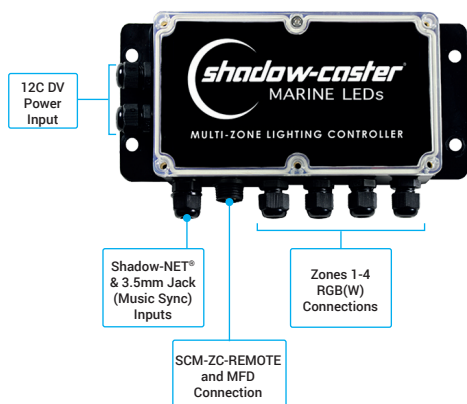 shadow-caster®
MARINE LEDs
MULTI-ZONE LIGHTING CONTROLLER
12C DV
Power
Input
Shadow-NET®
& 3.5mm Jack
(Music Sync)
Inputs
Zones 1-4
RGB(W)
Connections
SCM-ZC-REMOTE
and MFD
Connection